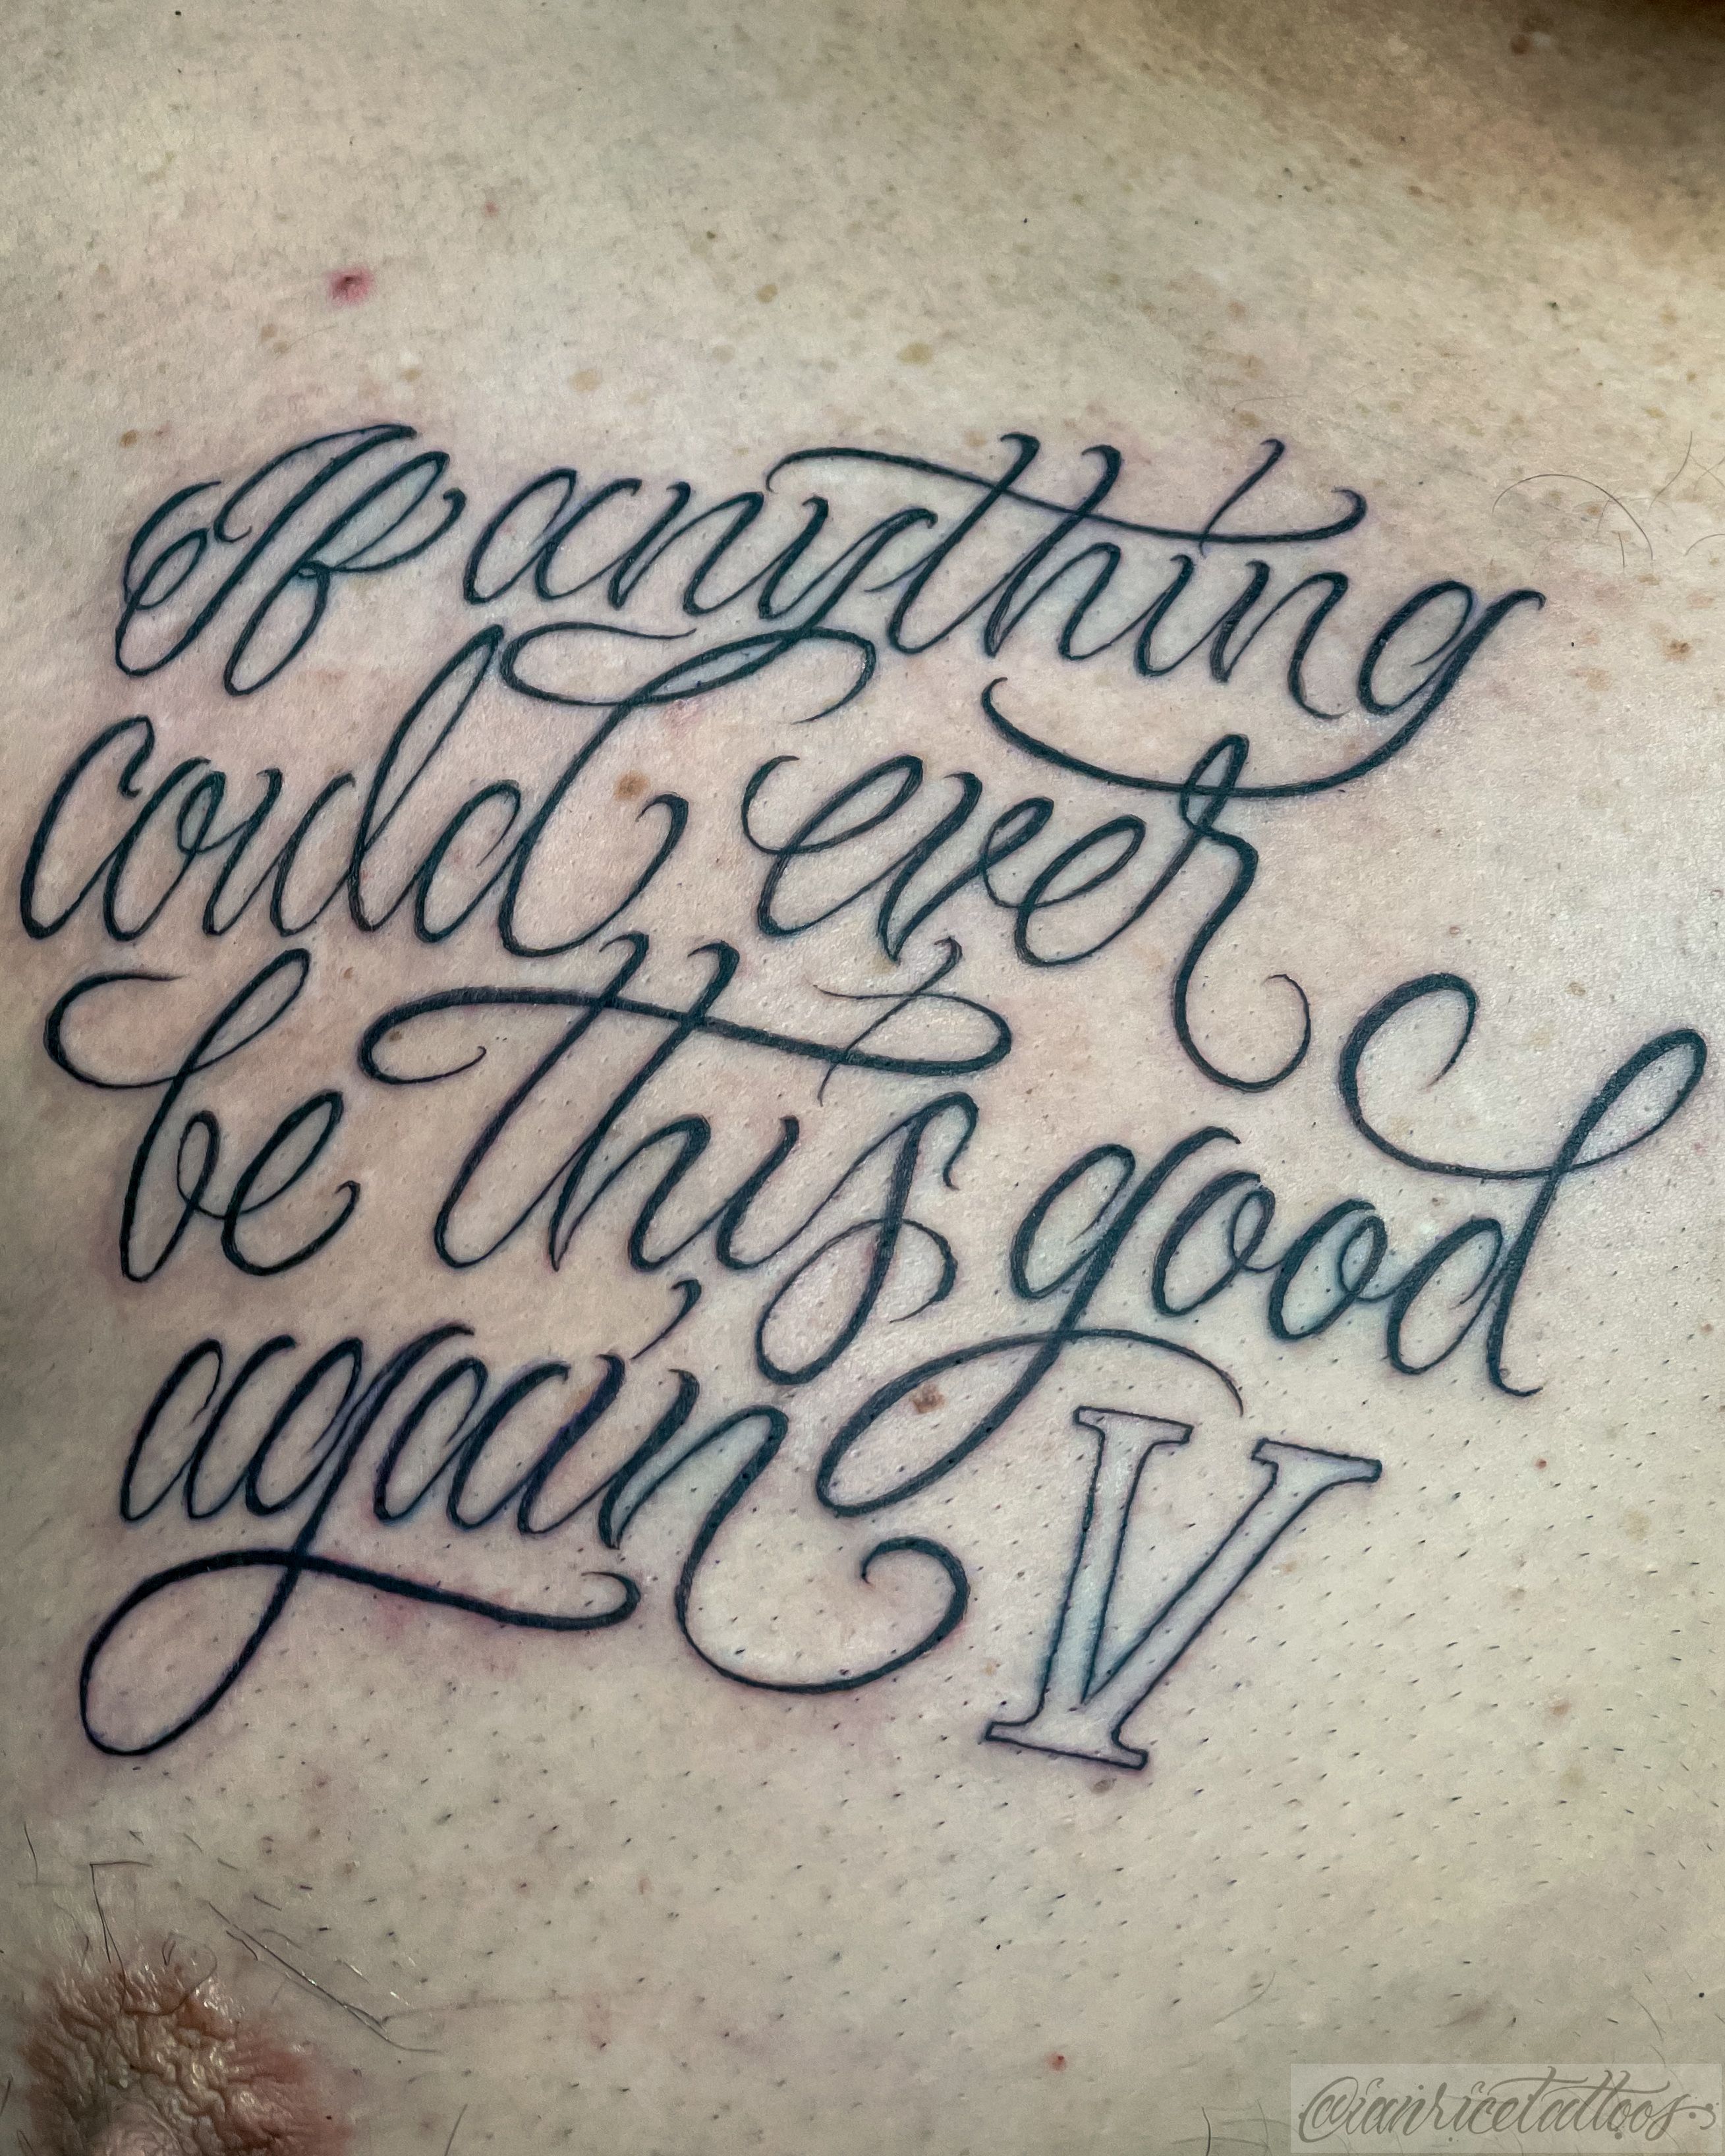 If anything
could ever
be this good
again V
@ianricetattoos